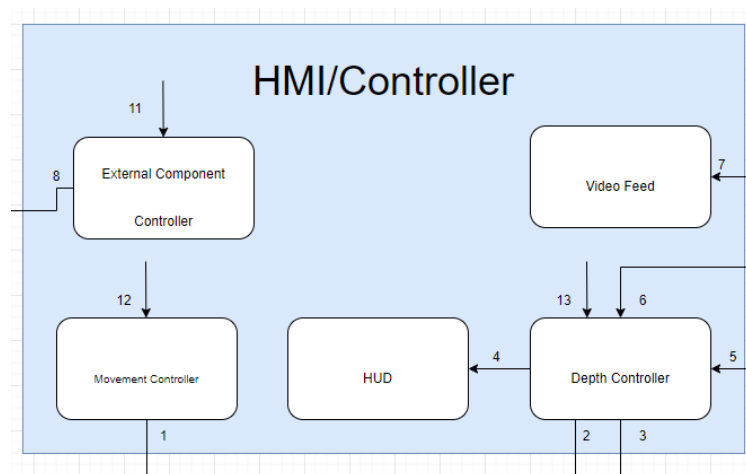 HMI/Controller
11
External Component
Controller
8
7
Video Feed
12
13
6
Movement Controller
HUD
4
Depth Controller
5
1
2
3